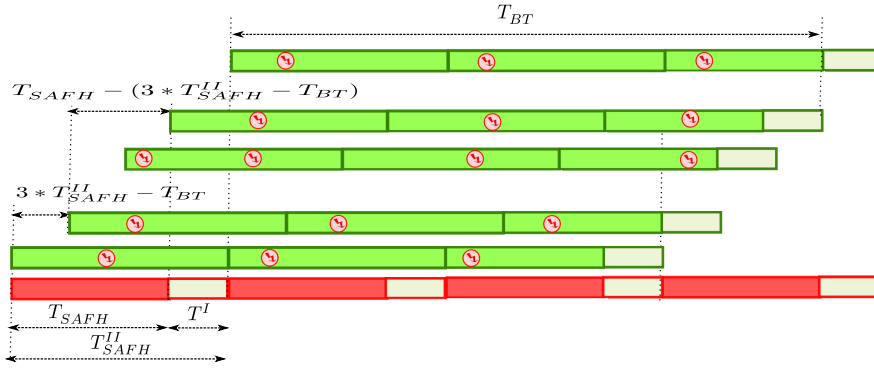 T_{BT}
T_{SAFH} − (3 ∗ T^{II}_{SAFH} − T_{BT})
3 ∗ T^{II}_{SAFH} − T_{BT}
T_{SAFH} T^{I}
T^{II}_{SAFH}